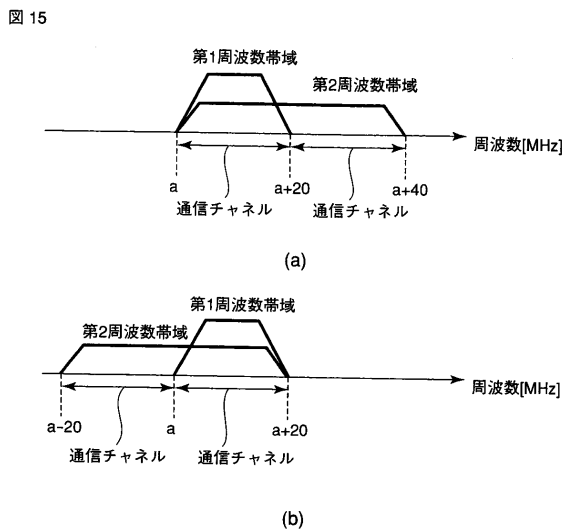 図 15
第1周波数帯域
第2周波数帯域
周波数[MHz]
a
a+20
a+40
通信チャネル
通信チャネル
(a)
第1周波数帯域
第2周波数帯域
周波数[MHz]
a-20
a
a+20
通信チャネル
通信チャネル
(b)